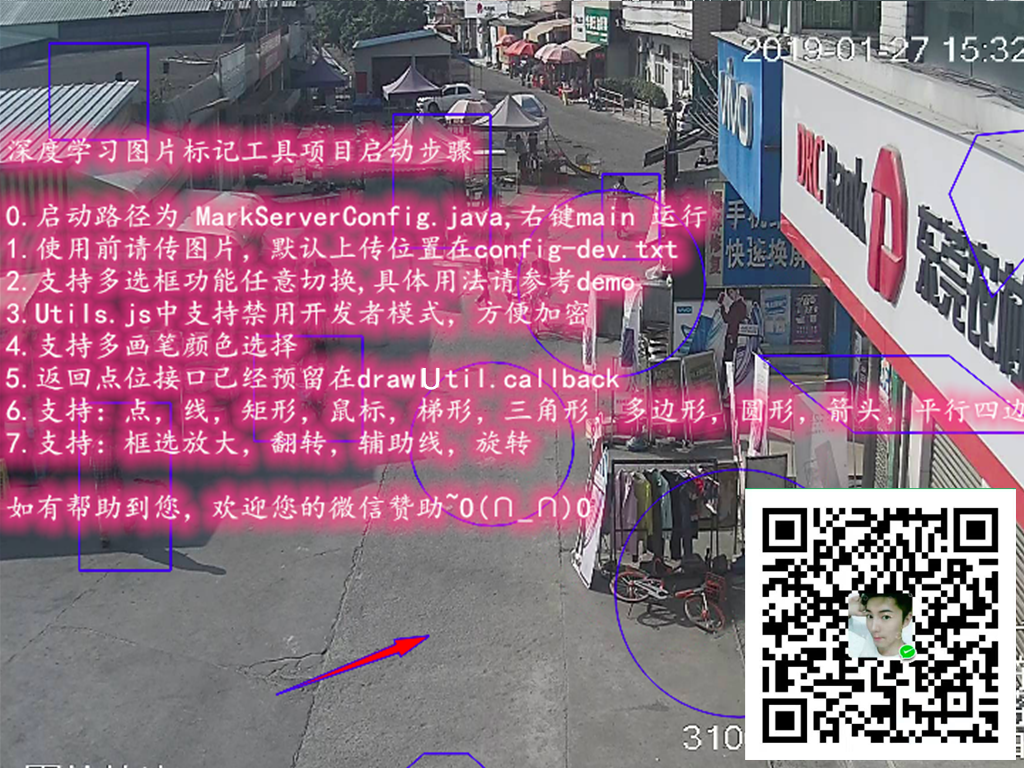 2019-01-27 15:32
vivo
DRC Bank
东莞农
手机
快速换屏
深度学习图片标记工具项目启动步骤——
0.启动路径为 MarkServerConfig.java,右键main 运行
1.使用前请传图片，默认上传位置在config-dev.txt
2.支持多选框功能任意切换,具体用法请参考demo
3.Utils.js中支持禁用开发者模式，方便加密
4.支持多画笔颜色选择
5.返回点位接口已经预留在drawUtil.callback
6.支持：点，线，矩形，鼠标，梯形，三角形，多边形，圆形，箭头，平行四边
7.支持：框选放大，翻转，辅助线，旋转
如有帮助到您，欢迎您的微信赞助~O(∩_∩)O
310